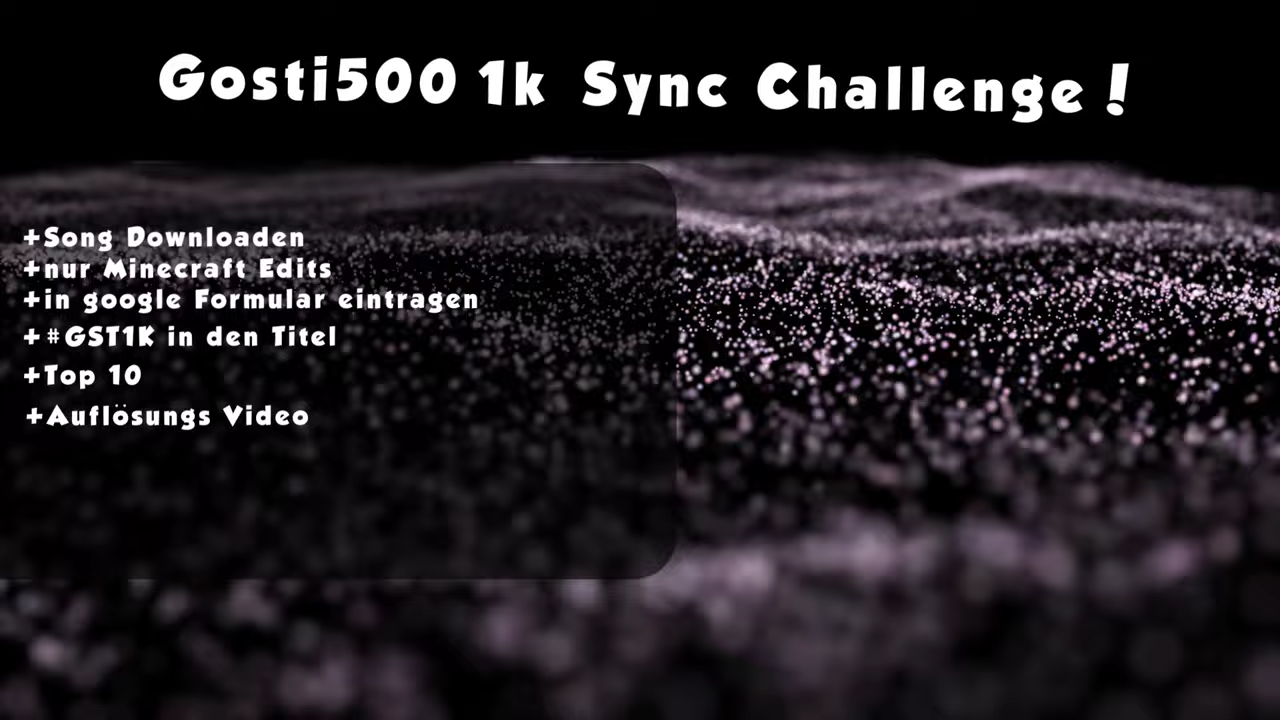 Gosti500 1k Sync Challenge!
+Song Downloaden
+nur Minecraft Edits
+in google Formular eintragen
+#GST1K in den Titel
+Top 10
+Auflösungs Video